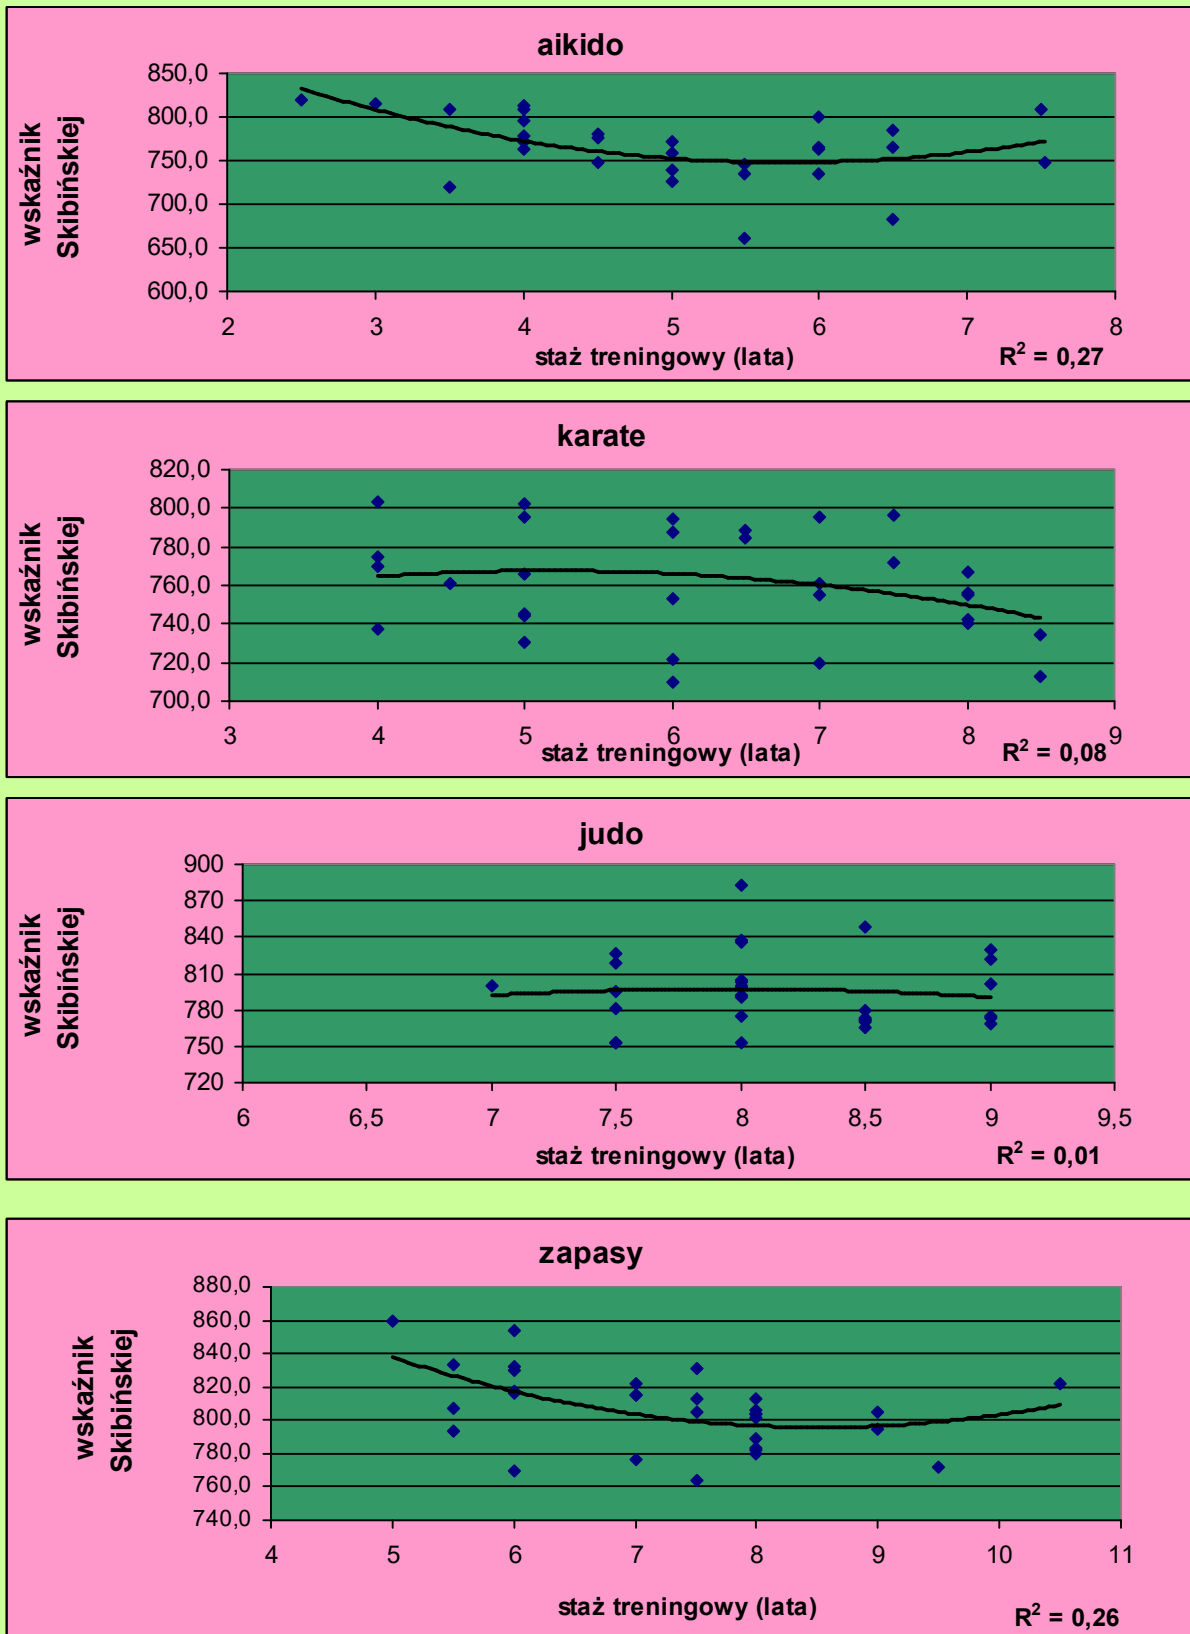 aikido
wskaźnik
Skibińskiej
850,0
800,0
750,0
700,0
650,0
600,0
2 3 4 5 6 7 8
staż treningowy (lata)
R² = 0,27
karate
wskaźnik
Skibińskiej
820,0
800,0
780,0
760,0
740,0
720,0
700,0
3 4 5 6 7 8 9
staż treningowy (lata)
R² = 0,08
judo
wskaźnik
Skibińskiej
900
870
840
810
780
750
720
6 6,5 7 7,5 8 8,5 9 9,5
staż treningowy (lata)
R² = 0,01
zapasy
wskaźnik
Skibińskiej
880,0
860,0
840,0
820,0
800,0
780,0
760,0
740,0
4 5 6 7 8 9 10 11
staż treningowy (lata)
R² = 0,26